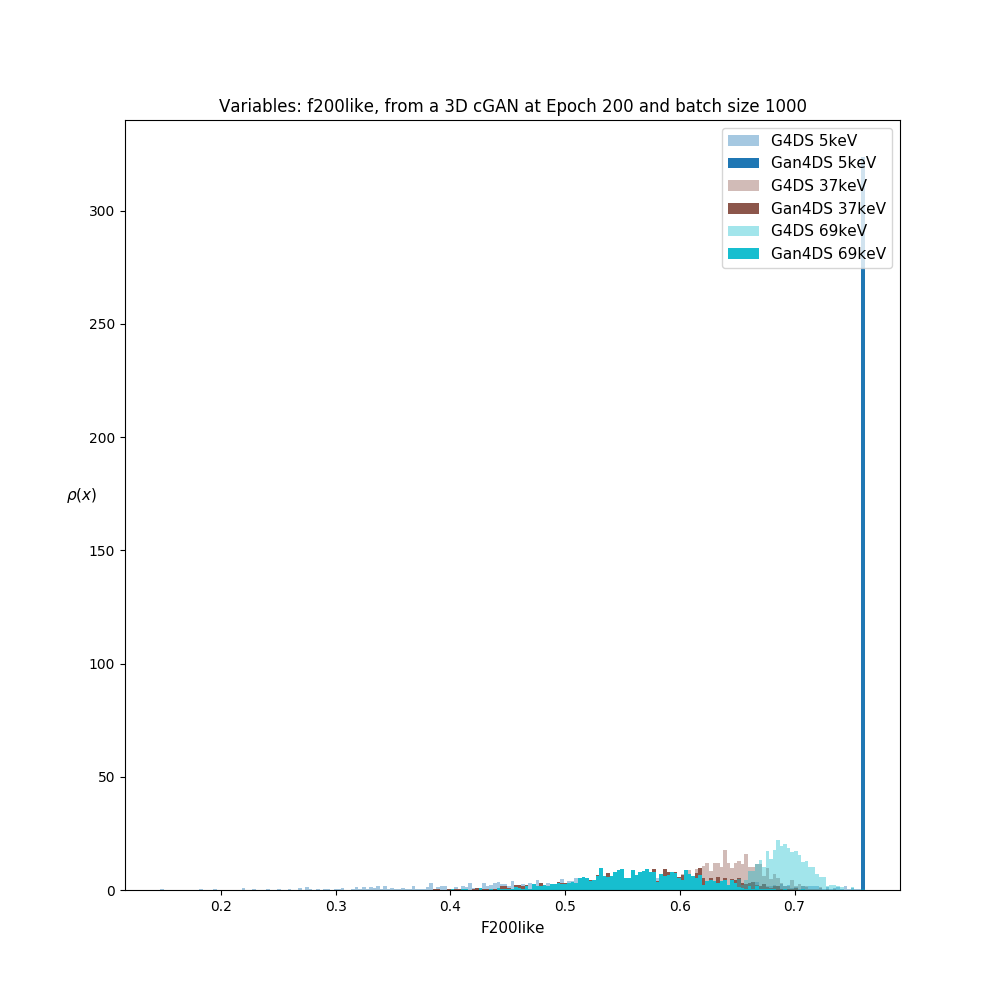 Variables: f200like, from a 3D cGAN at Epoch 200 and batch size 1000
G4DS 5keV
Gan4DS 5keV
G4DS 37keV
Gan4DS 37keV
G4DS 69keV
Gan4DS 69keV
300
250
200
ρ(x)
150
100
50
0
0.2 0.3 0.4 0.5 0.6 0.7
F200like